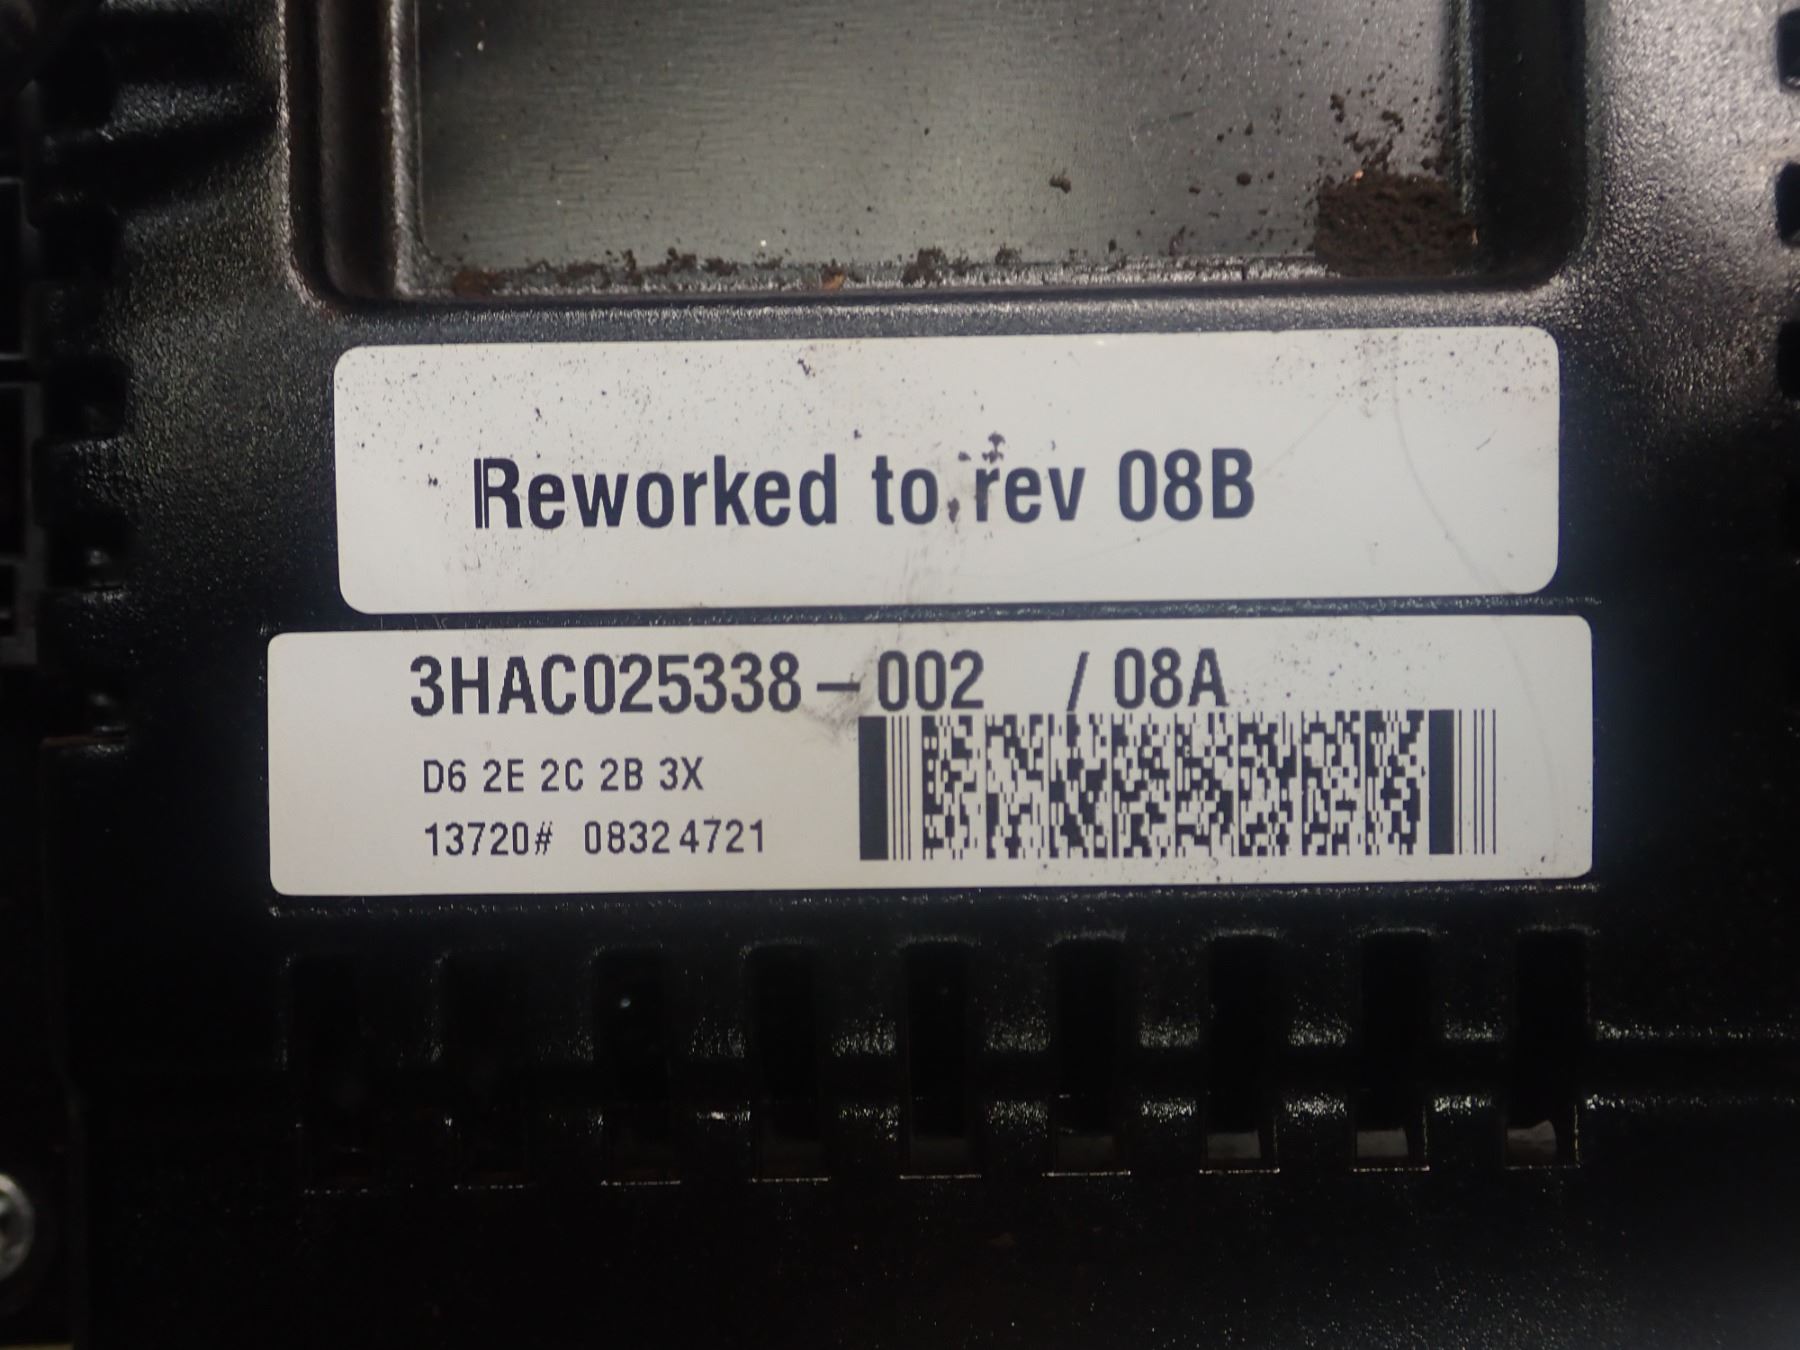 Reworked to rev 08B
3HAC025338-002 / 08A
D6 2E 2C 2B 3X
13720# 08324721